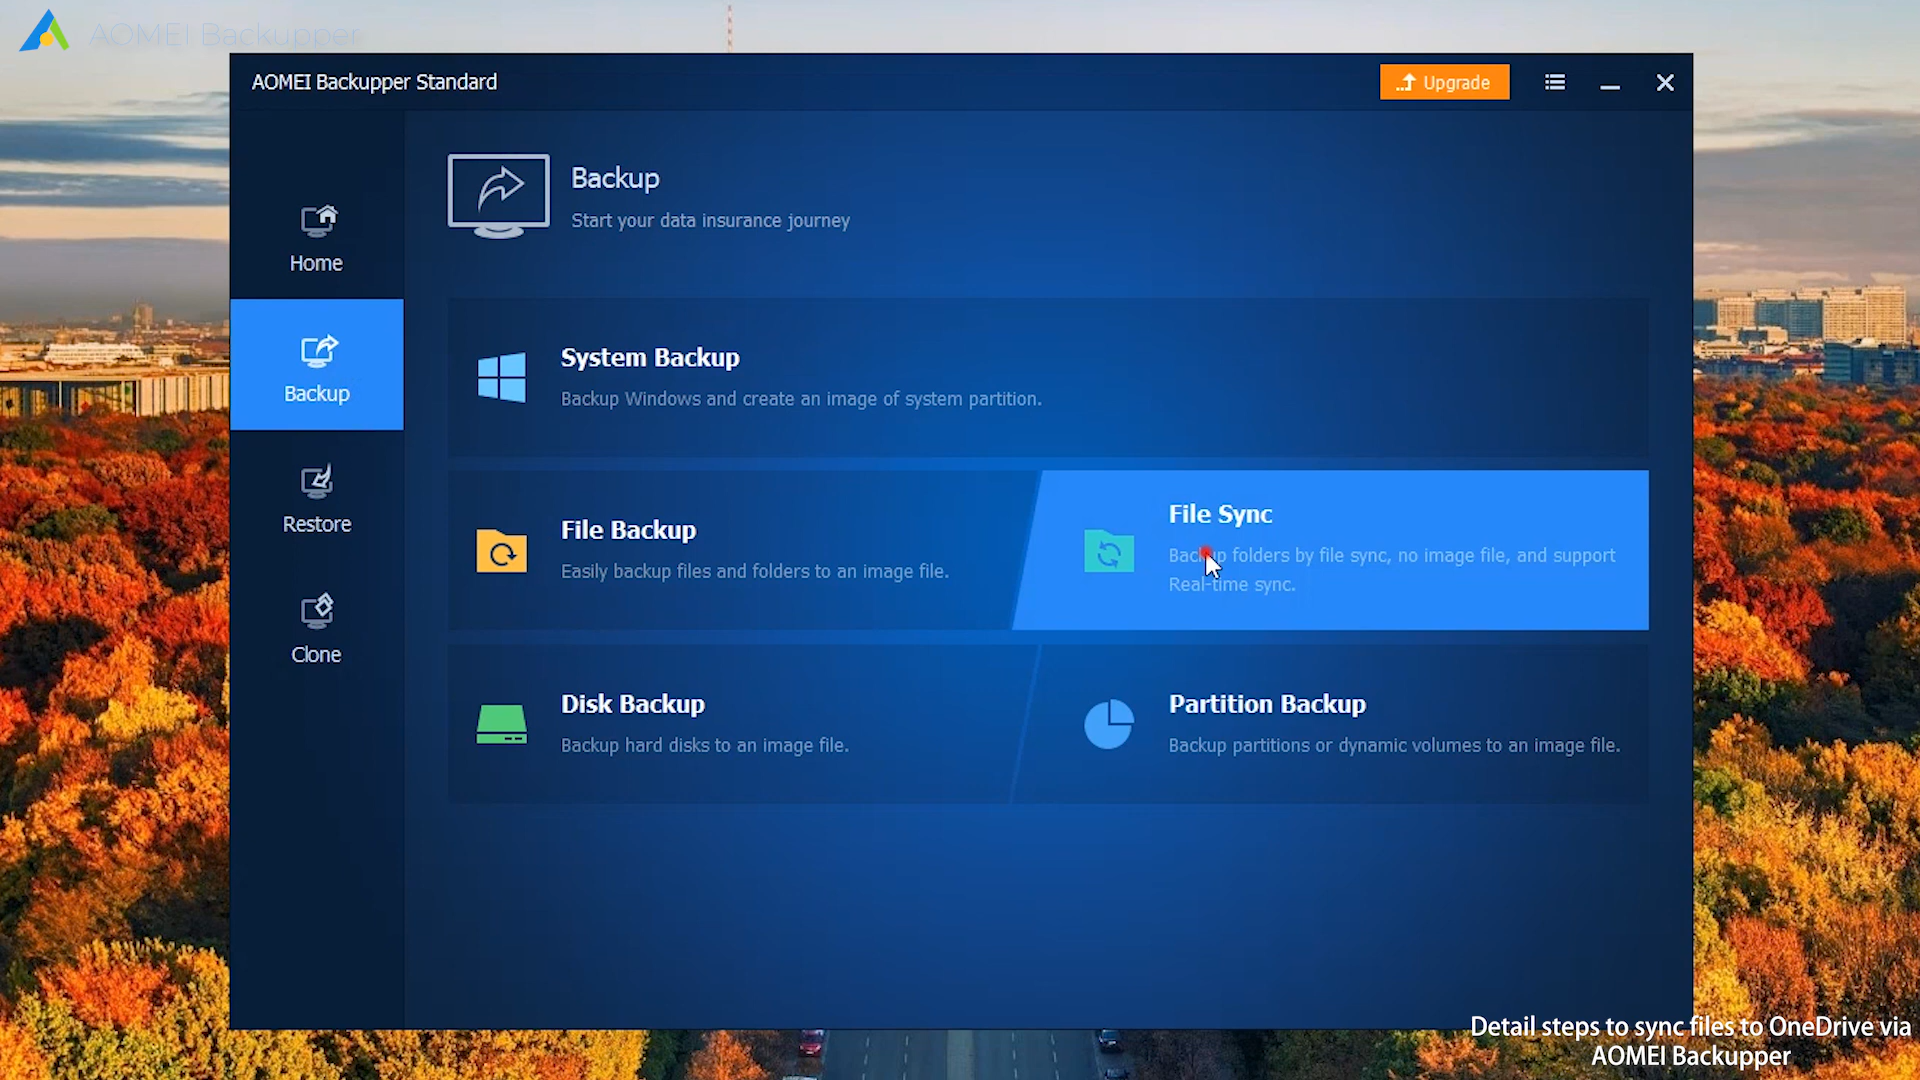 AOMEI Backupper
AOMEI Backupper Standard
Upgrade
Home
Backup
Restore
Clone
Backup
Start your data insurance journey
System Backup
Backup Windows and create an image of system partition.
File Backup
Easily backup files and folders to an image file.
File Sync
Backup folders by file sync, no image file, and support
Real-time sync.
Disk Backup
Backup hard disks to an image file.
Partition Backup
Backup partitions or dynamic volumes to an image file.
Detail steps to sync files to OneDrive via
AOMEI Backupper